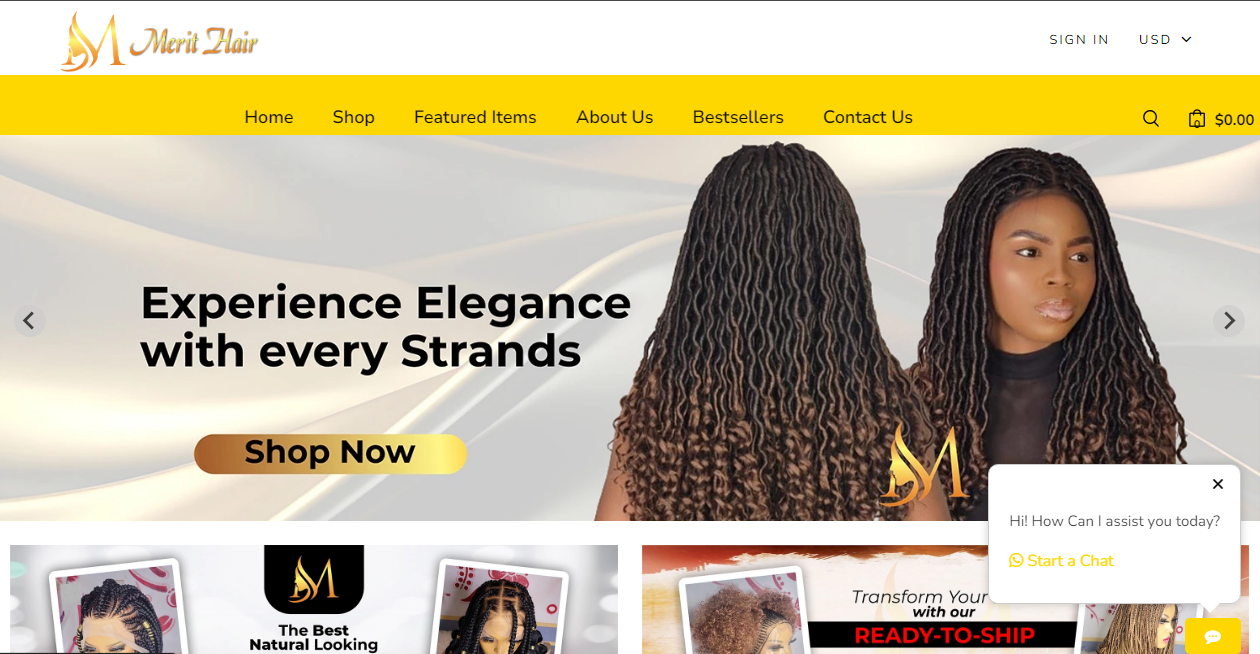 M Merit Hair
SIGN IN
USD
Home
Shop
Featured Items
About Us
Bestsellers
Contact Us
0
$0.00
Experience Elegance
with every Strands
Shop Now
M
Hi! How Can I assist you today?
Start a Chat
M
The Best
Natural Looking
Transform Your
with our
READY-TO-SHIP